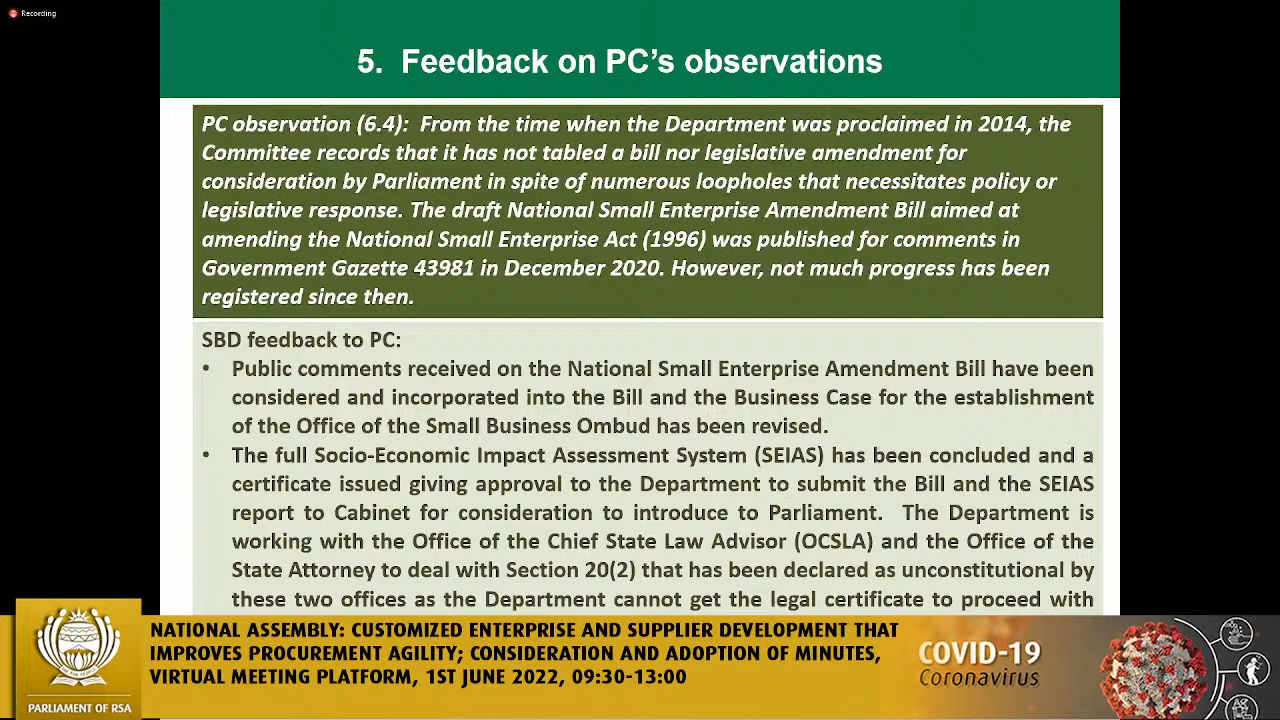 Recording
5. Feedback on PC's observations
PC observation (6.4): From the time when the Department was proclaimed in 2014, the
Committee records that it has not tabled a bill nor legislative amendment for
consideration by Parliament in spite of numerous loopholes that necessitates policy or
legislative response. The draft National Small Enterprise Amendment Bill aimed at
amending the National Small Enterprise Act (1996) was published for comments in
Government Gazette 43981 in December 2020. However, not much progress has been
registered since then.
SBD feedback to PC:
• Public comments received on the National Small Enterprise Amendment Bill have been
considered and incorporated into the Bill and the Business Case for the establishment
of the Office of the Small Business Ombud has been revised.
• The full Socio-Economic Impact Assessment System (SEIAS) has been concluded and a
certificate issued giving approval to the Department to submit the Bill and the SEIAS
report to Cabinet for consideration to introduce to Parliament. The Department is
working with the Office of the Chief State Law Advisor (OCSLA) and the Office of the
State Attorney to deal with Section 20(2) that has been declared as unconstitutional by
these two offices as the Department cannot get the legal certificate to proceed with
NATIONAL ASSEMBLY: CUSTOMIZED ENTERPRISE AND SUPPLIER DEVELOPMENT THAT
IMPROVES PROCUREMENT AGILITY; CONSIDERATION AND ADOPTION OF MINUTES,
VIRTUAL MEETING PLATFORM, 1ST JUNE 2022, 09:30-13:00
PARLIAMENT OF RSA
COVID-19
Coronavirus